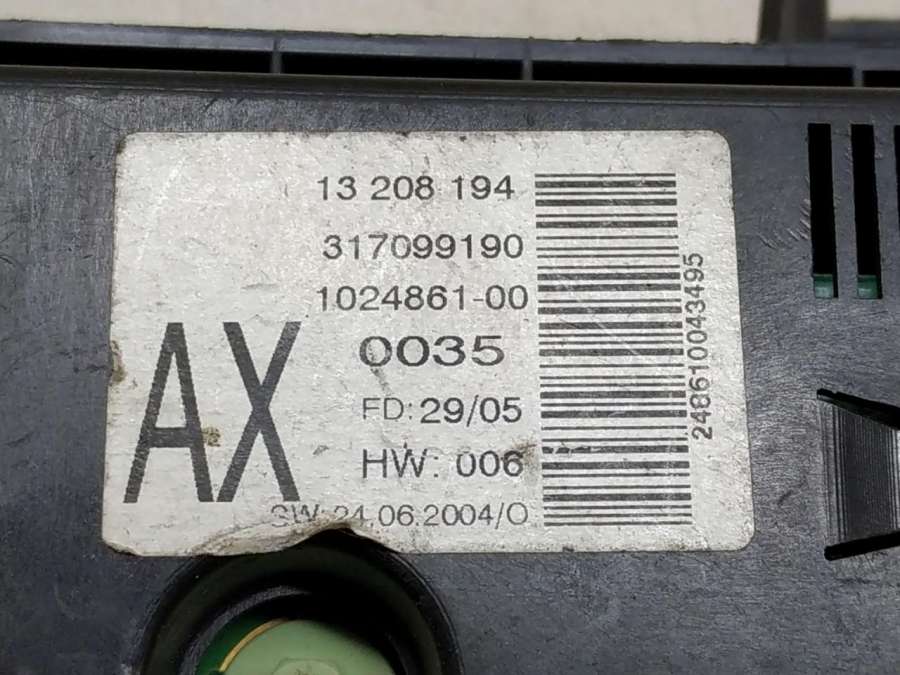 13 208 194
317099190
1024861-00
0035
AX
FD: 29/05
HW: 006
SW: 24.06.2004/O
248610043495